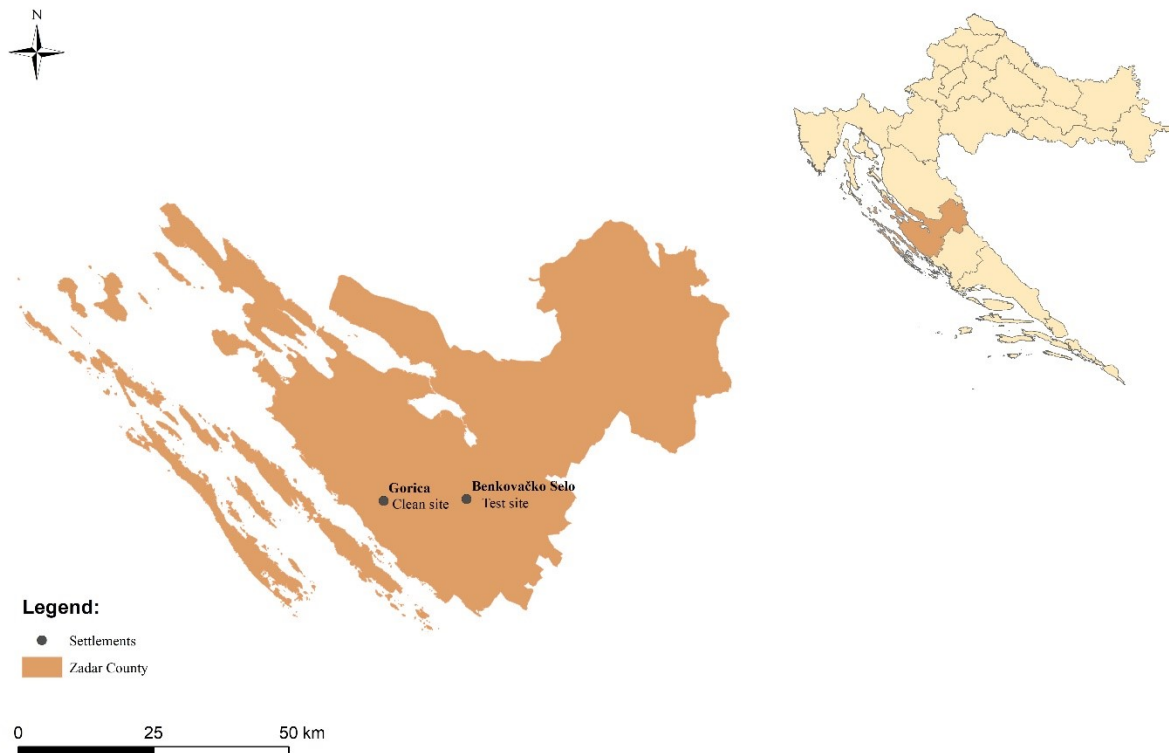 N
Gorica
Clean site
Benkovačko Selo
Test site
Legend:
Settlements
Zadar County
0 25 50 km